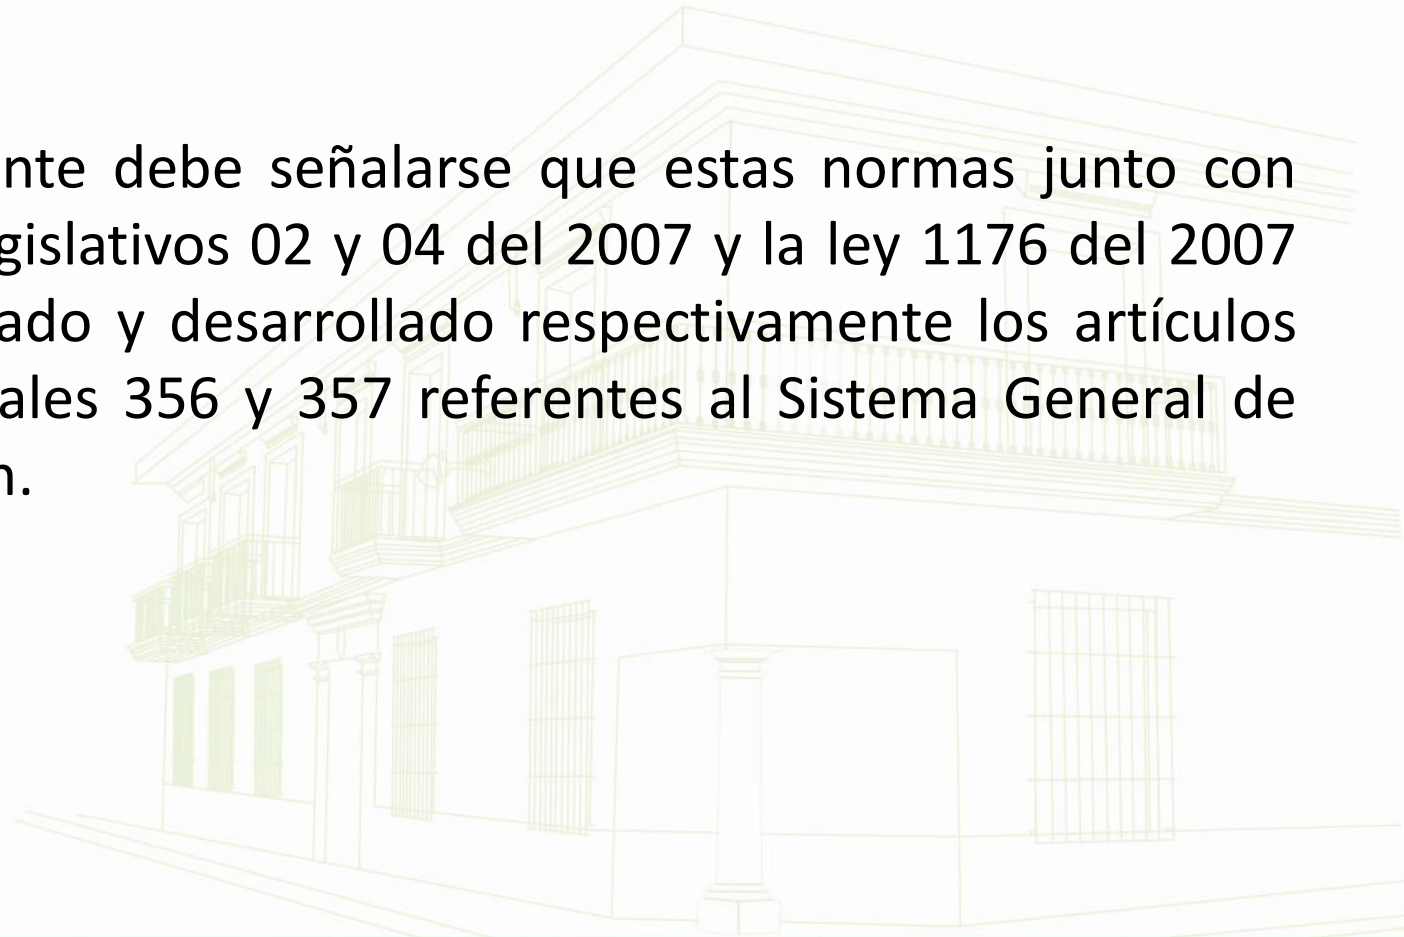 nte debe señalarse que estas normas junto con
gislativos 02 y 04 del 2007 y la ley 1176 del 2007
ado y desarrollado respectivamente los artículos
ales 356 y 357 referentes al Sistema General de
n.